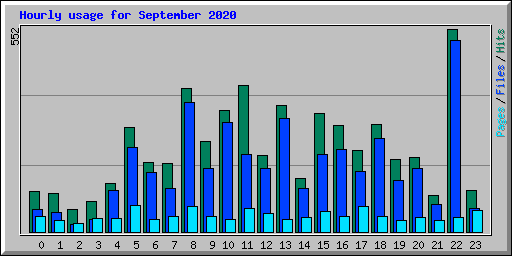 Hourly usage for September 2020
552
Pages / Files / Hits
0 1 2 3 4 5 6 7 8 9 10 11 12 13 14 15 16 17 18 19 20 21 22 23